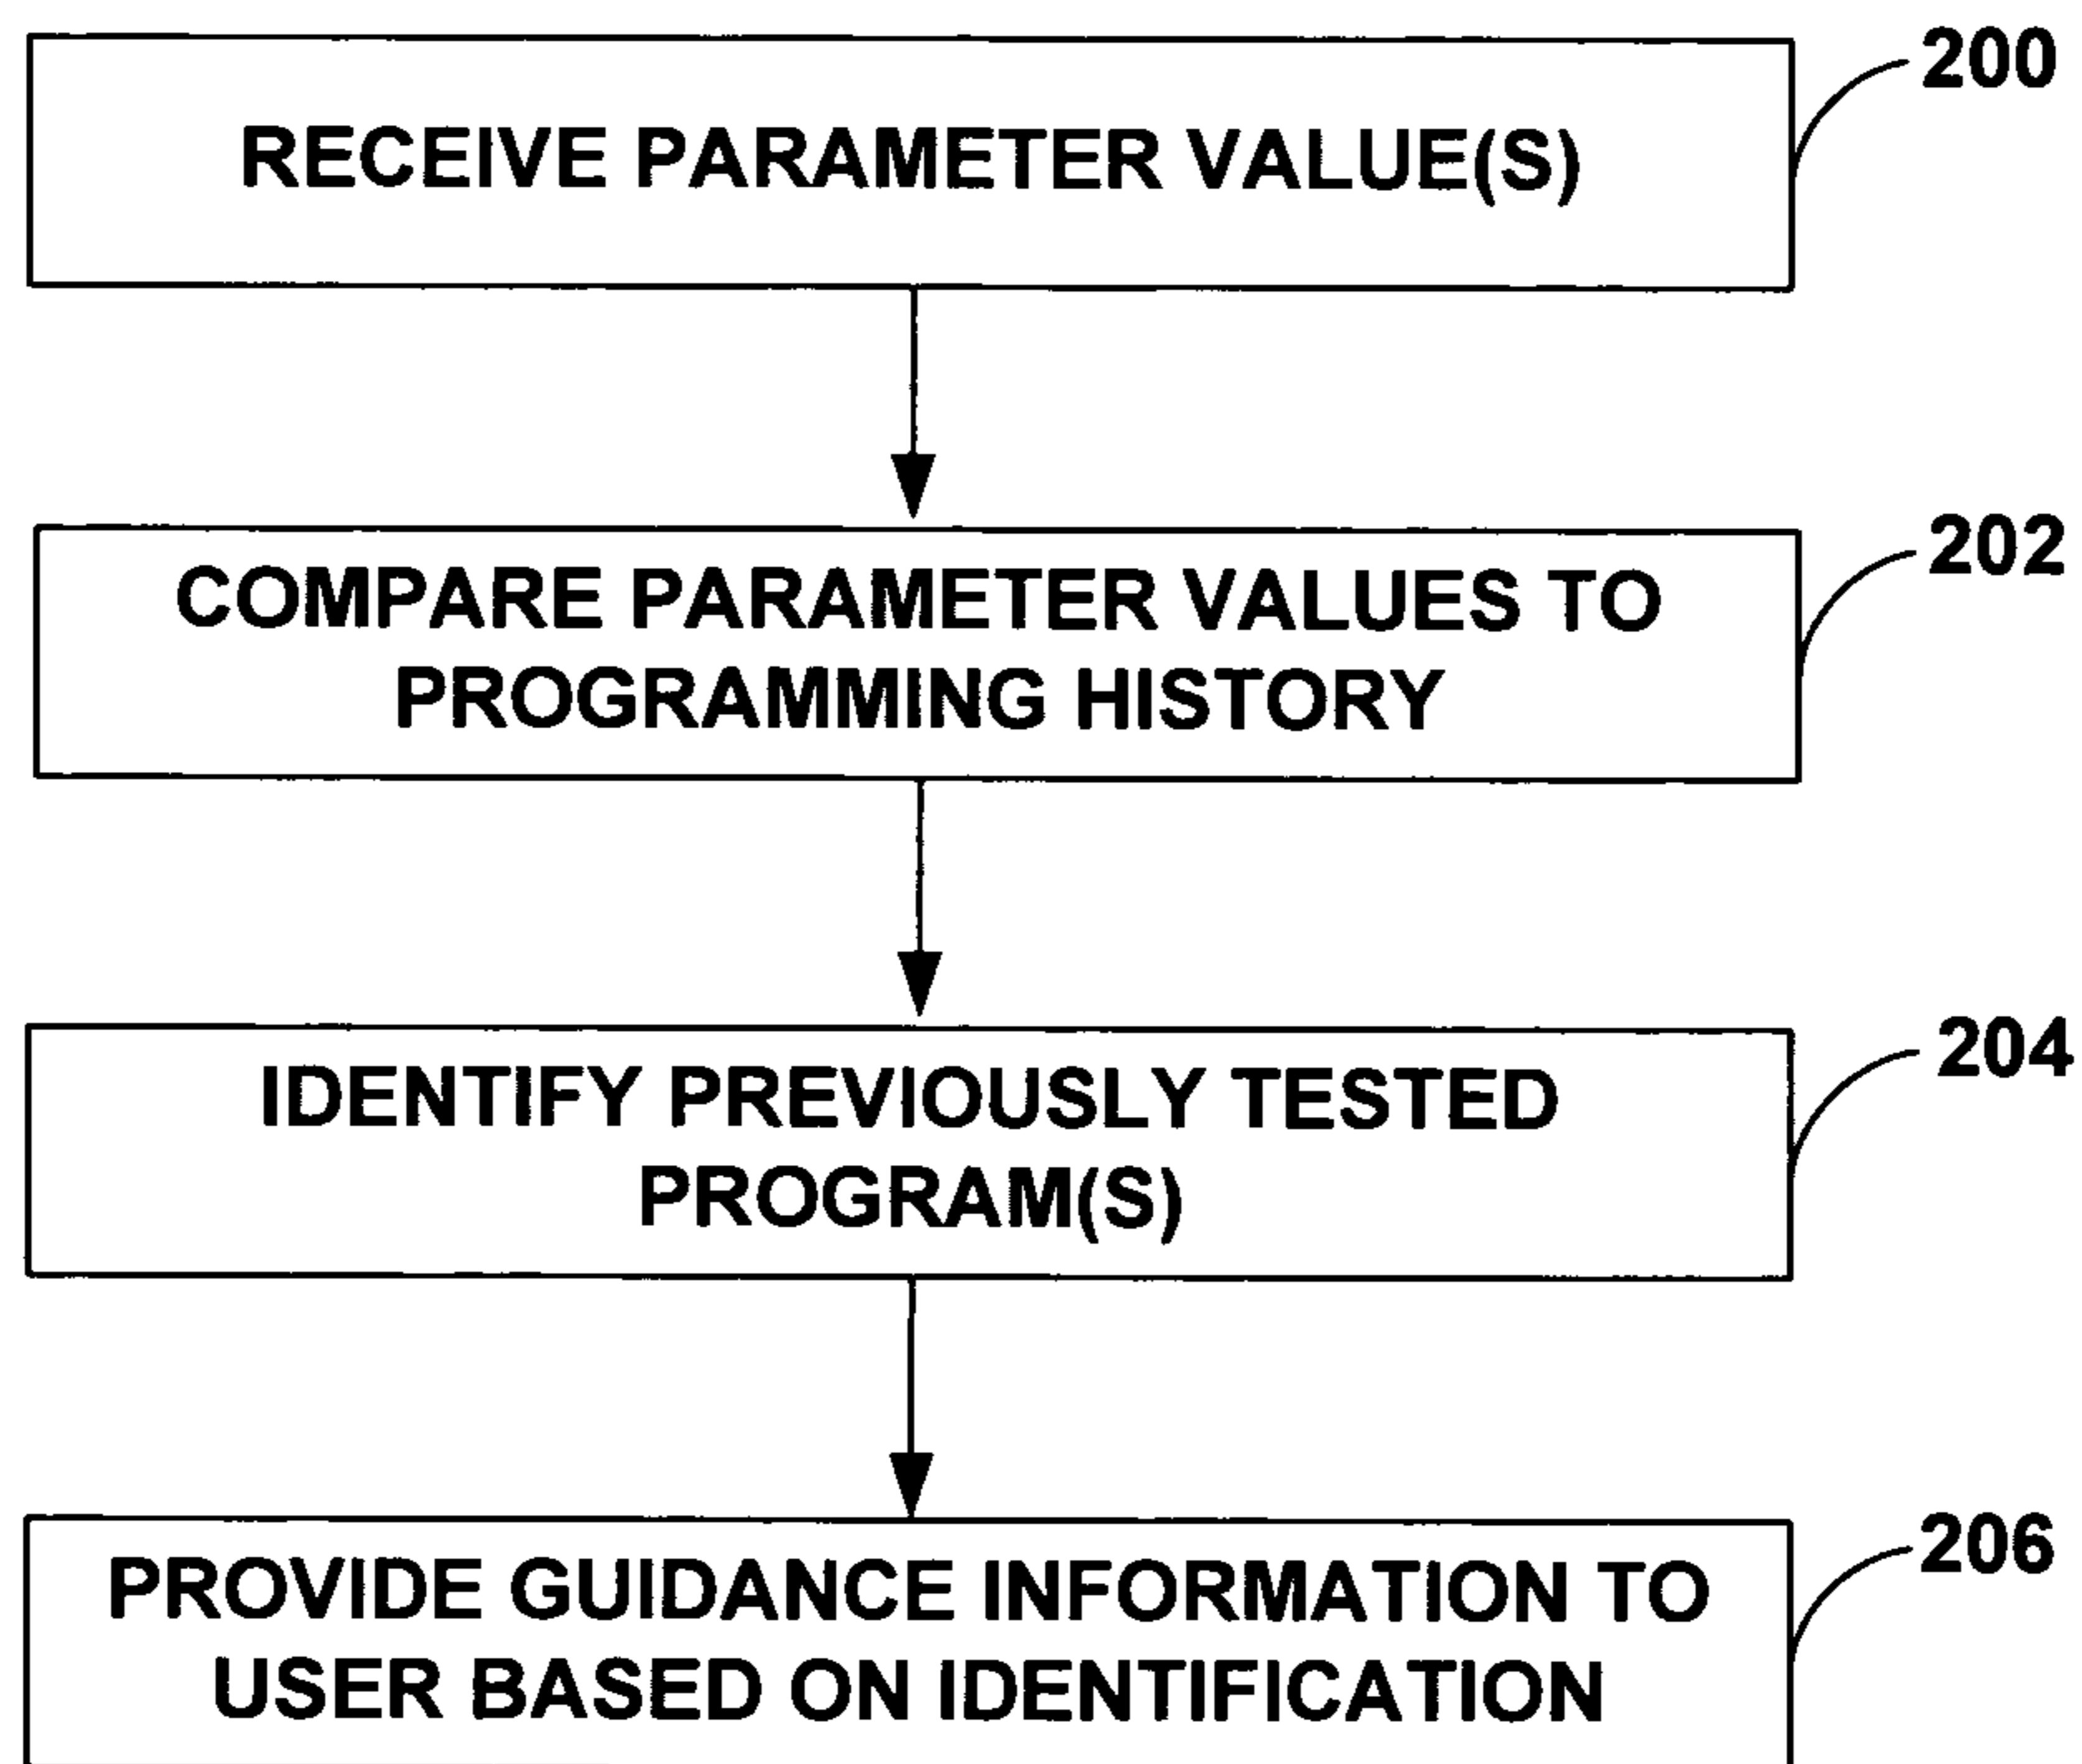 200
RECEIVE PARAMETER VALUE(S)
202
COMPARE PARAMETER VALUES TO
PROGRAMMING HISTORY
204
IDENTIFY PREVIOUSLY TESTED
PROGRAM(S)
206
PROVIDE GUIDANCE INFORMATION TO
USER BASED ON IDENTIFICATION